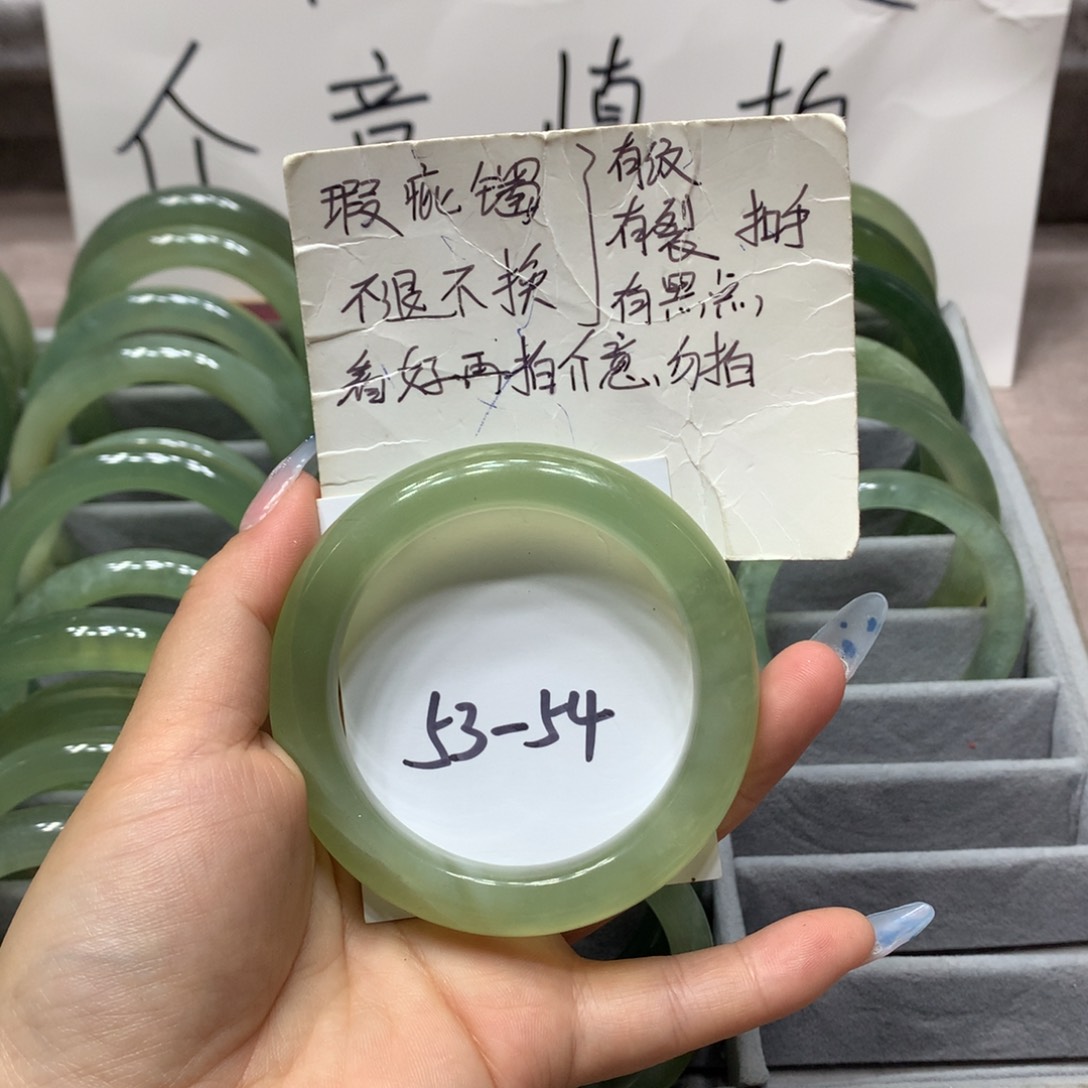 介意慎拍
瑕疵镯
不退不换
有纹
有裂 扣手
有黑点,
看好再拍介意、勿拍
53-54